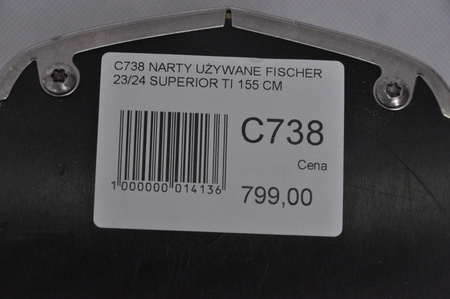 C738 NARTY UŻYWANE FISCHER
23/24 SUPERIOR TI 155 CM
C738
Cena
1 000000 014136
799,00